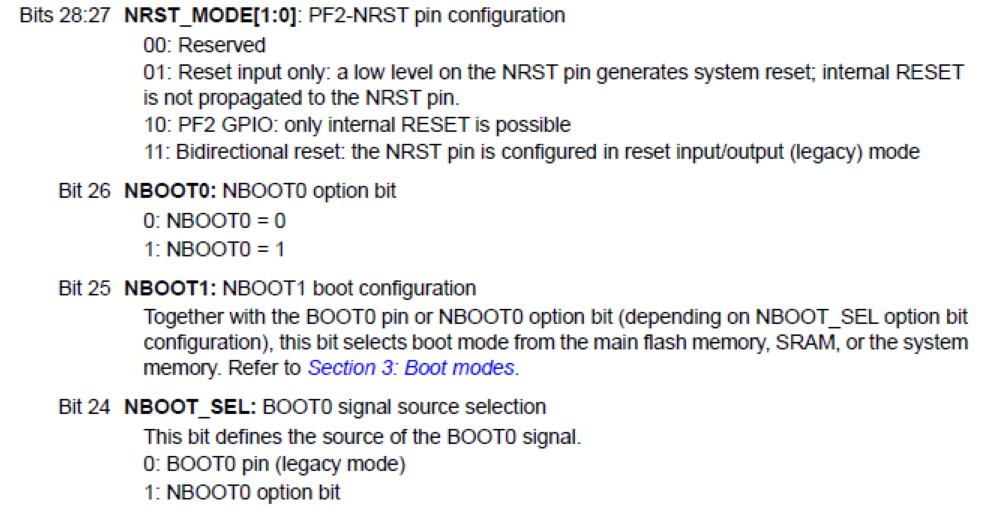 Bits 28:27 NRST_MODE[1:0]: PF2-NRST pin configuration
00: Reserved
01: Reset input only: a low level on the NRST pin generates system reset; internal RESET
is not propagated to the NRST pin.
10: PF2 GPIO: only internal RESET is possible
11: Bidirectional reset: the NRST pin is configured in reset input/output (legacy) mode
Bit 26 NBOOT0: NBOOT0 option bit
0: NBOOT0 = 0
1: NBOOT0 = 1
Bit 25 NBOOT1: NBOOT1 boot configuration
Together with the BOOT0 pin or NBOOT0 option bit (depending on NBOOT_SEL option bit
configuration), this bit selects boot mode from the main flash memory, SRAM, or the system
memory. Refer to Section 3: Boot modes.
Bit 24 NBOOT_SEL: BOOT0 signal source selection
This bit defines the source of the BOOT0 signal.
0: BOOT0 pin (legacy mode)
1: NBOOT0 option bit